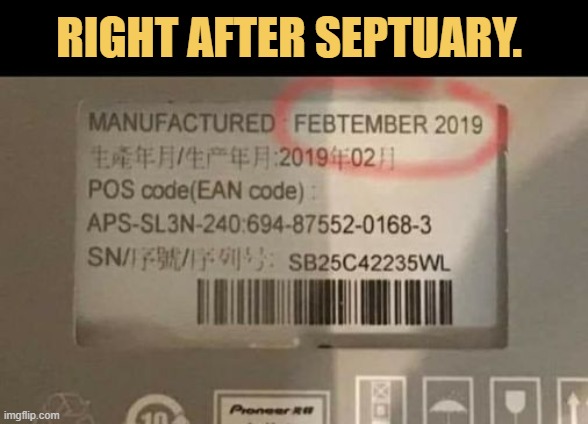 RIGHT AFTER SEPTUARY.
MANUFACTURED : FEBTEMBER 2019
生產年月/生产年月:2019年02月
POS code(EAN code) :
APS-SL3N-240:694-87552-0168-3
SN/序號/序列号: SB25C42235WL
10
Pioneer
imgflip.com